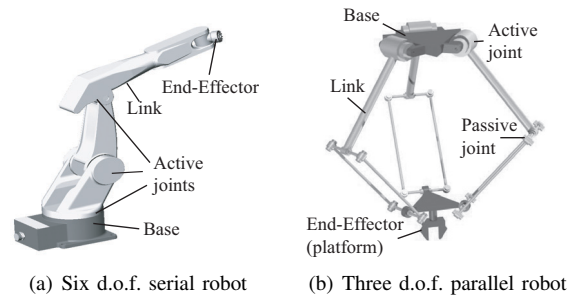 End-Effector
Link
Active
joints
Base
(a) Six d.o.f. serial robot
Base
Active
joint
Link
Passive
joint
End-Effector
(platform)
(b) Three d.o.f. parallel robot